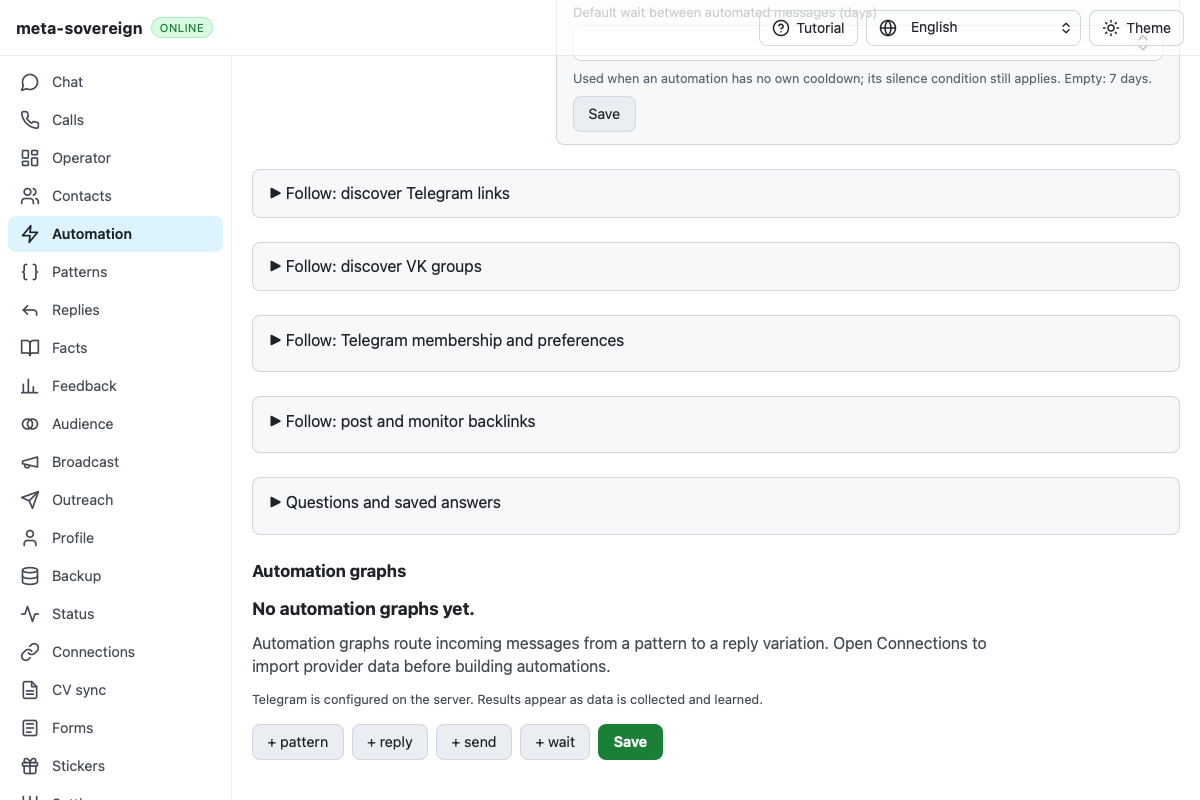 meta-sovereign ONLINE
Default wait between automated messages (days)
Tutorial
English
Theme
Chat
Calls
Operator
Contacts
Automation
Patterns
Replies
Facts
Feedback
Audience
Broadcast
Outreach
Profile
Backup
Status
Connections
CV sync
Forms
Stickers
Used when an automation has no own cooldown; its silence condition still applies. Empty: 7 days.
Save
Follow: discover Telegram links
Follow: discover VK groups
Follow: Telegram membership and preferences
Follow: post and monitor backlinks
Questions and saved answers
Automation graphs
No automation graphs yet.
Automation graphs route incoming messages from a pattern to a reply variation. Open Connections to
import provider data before building automations.
Telegram is configured on the server. Results appear as data is collected and learned.
+ pattern + reply + send + wait Save